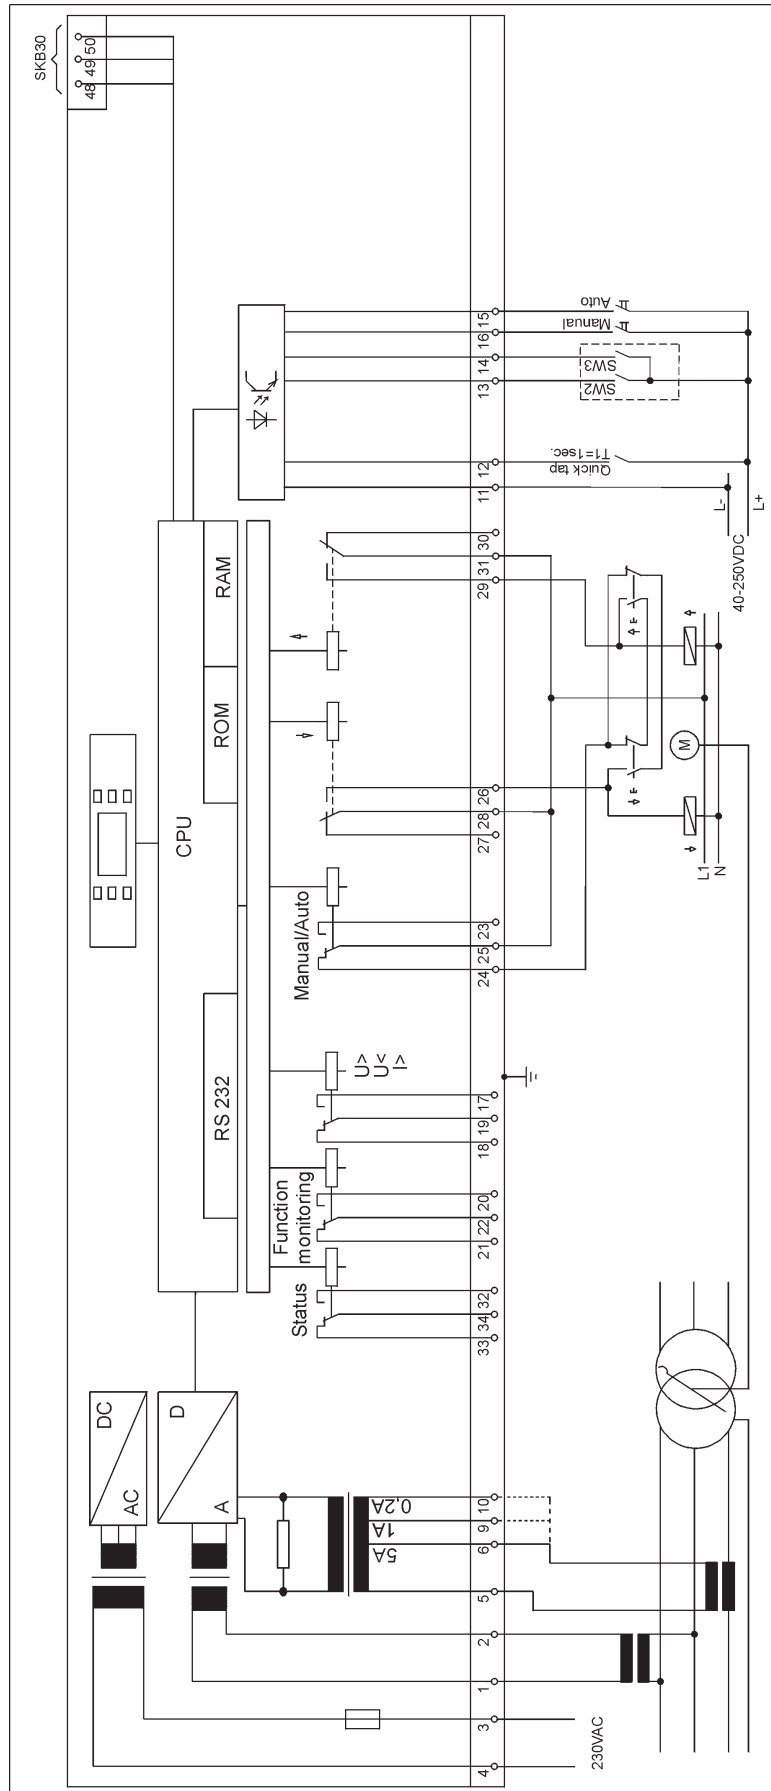 SKB30
48 49 50
DC
AC
D
A
CPU
RS 232
ROM
RAM
Status
Function
monitoring
U>
U<
I>
Manual/Auto
5A
1A
0,2A
4
3
1
2
5
6
9
10
33
34
32
21
22
20
18
19
17
24
25
23
27
28
26
29
31
30
11
12
13
14
16
15
230VAC
M
L1
N
40-250VDC
L-
L+
Quick tap
T1=1sec.
SW2
SW3
Manual
Auto